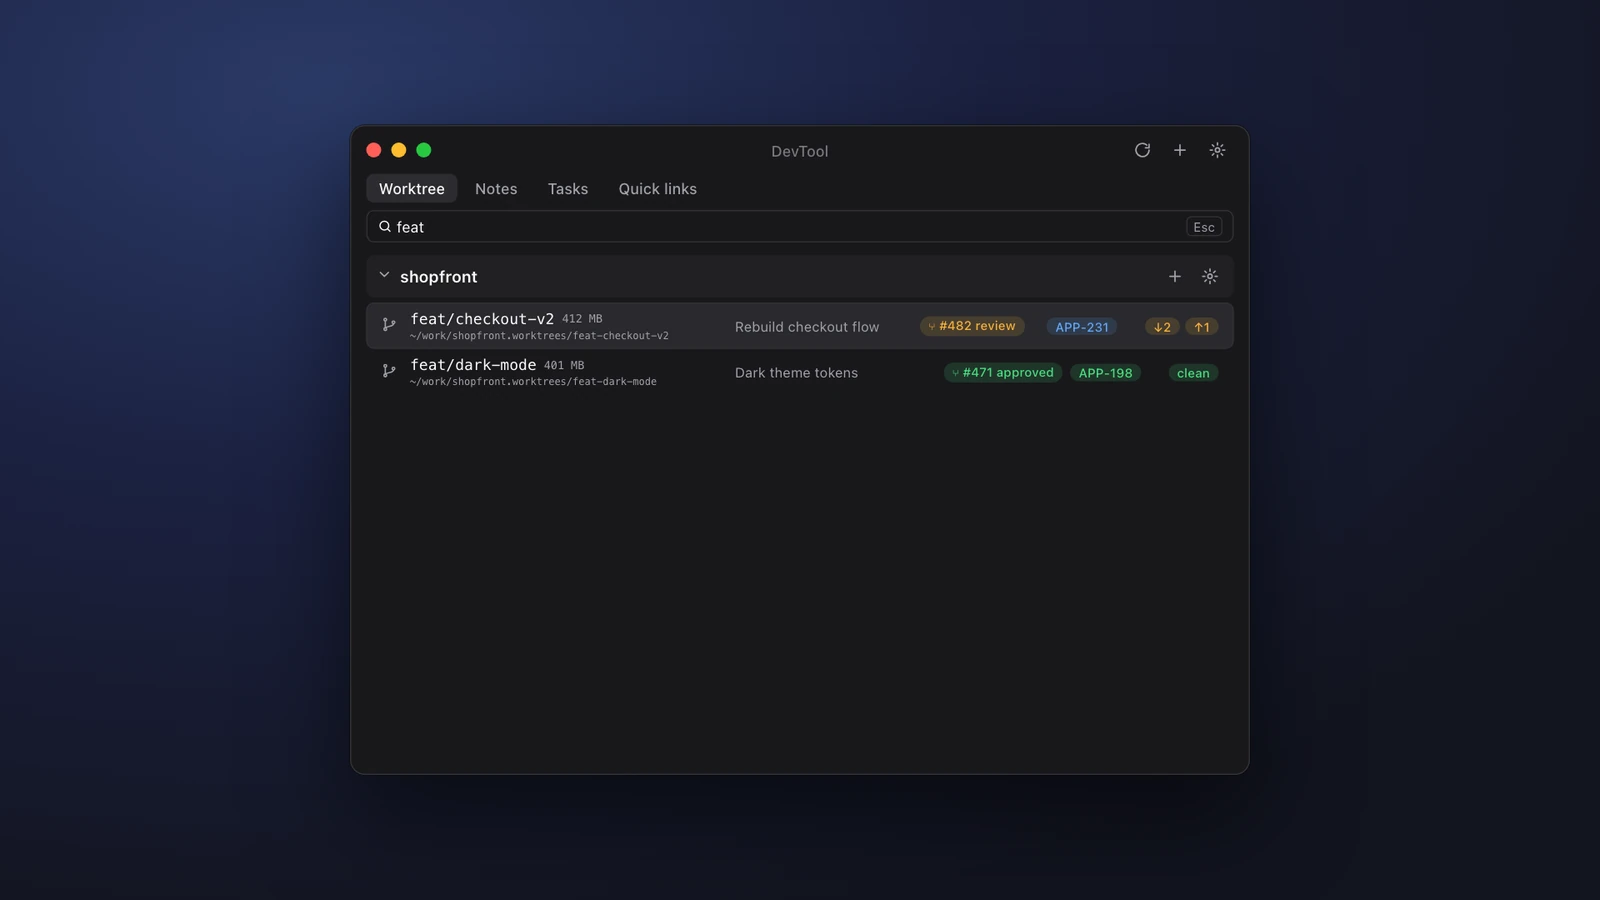 DevTool
Worktree Notes Tasks Quick links
feat Esc
shopfront
feat/checkout-v2 412 MB Rebuild checkout flow #482 review APP-231 ↓2 ↑1
~/work/shopfront.worktrees/feat-checkout-v2
feat/dark-mode 401 MB Dark theme tokens #471 approved APP-198 clean
~/work/shopfront.worktrees/feat-dark-mode